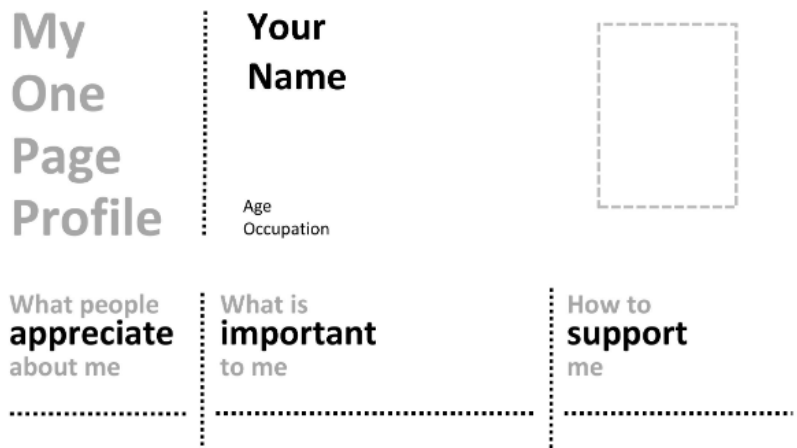 My
One
Page
Profile
Your
Name
Age
Occupation
What people
appreciate
about me
What is
important
to me
How to
support
me